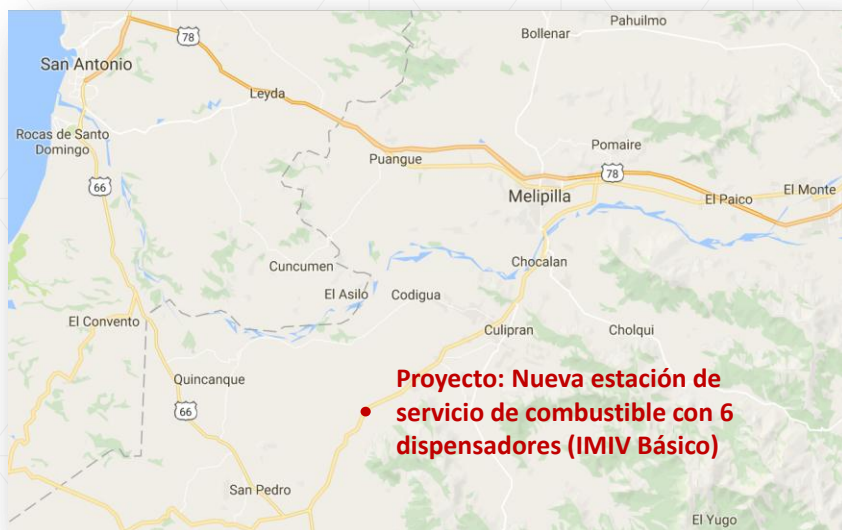 Pahuilmo
Bollenar
78
San Antonio
Leyda
Rocas de Santo
Domingo
Pomaire
Puangue
78
66
Melipilla
El Monte
El Paico
Chocalan
Cuncumen
El Asilo
Codigua
El Convento
Culipran
Cholqui
Quincanque
Proyecto: Nueva estación de
servicio de combustible con 6
dispensadores (IMIV Básico)
66
San Pedro
El Yugo